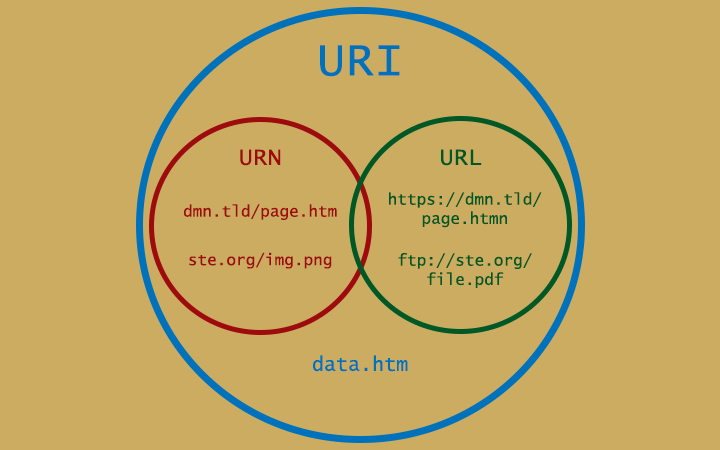 URI
URN
dmn.tld/page.htm
ste.org/img.png
URL
https://dmn.tld/
page.htmn
ftp://ste.org/
file.pdf
data.htm